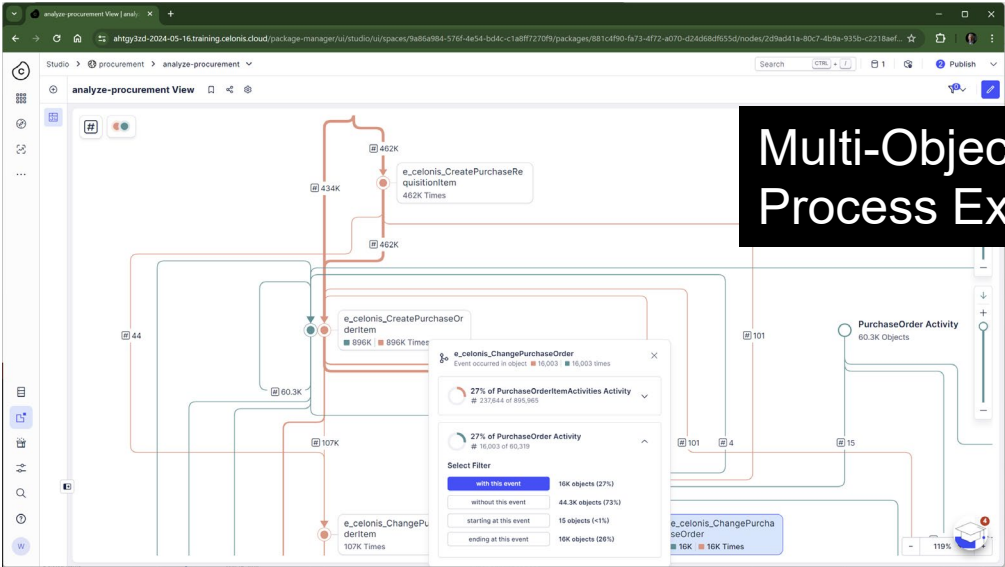 analyze-procurement View | analy
ahtgy3zd-2024-05-16.training.celonis.cloud/package-manager/ui/studio/ui/spaces/9a86a984-576f-4e54-bd4c-c1a8ff7270f9/packages/881c4f90-fa73-4f72-a070-d24d68df655d/nodes/2d9ad41a-80c7-4b9a-935b-c2218aef...
Studio > procurement > analyze-procurement
Search CTRL + / 1 2 Publish
analyze-procurement View
Multi-Objec
Process Ex
# 462K
e_celonis_CreatePurchaseRe
quisitionItem
462K Times
# 434K
# 462K
e_celonis_CreatePurchaseOr
derItem
896K 896K Times
# 44
# 101
PurchaseOrder Activity
60.3K Objects
e_celonis_ChangePurchaseOrder
Event occurred in object 16,003 | 16,003 times
27% of PurchaseOrderItemActivities Activity
# 237,644 of 895,965
# 60.3K
27% of PurchaseOrder Activity
# 16,003 of 60,319
# 107K
# 101
# 4
# 15
Select Filter
with this event 16K objects (27%)
without this event 44.3K objects (73%)
starting at this event 15 objects (<1%)
ending at this event 16K objects (26%)
e_celonis_ChangePu
107K Times
e_celonis_ChangePurcha
seOrder
16K 16K Times
W
4
- 119%